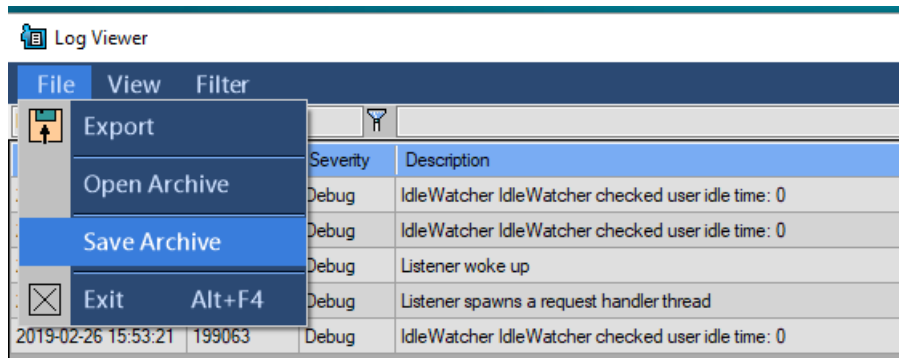 Log Viewer
File View Filter
Export
Severity Description
Open Archive
Debug IdleWatcher IdleWatcher checked user idle time: 0
Save Archive
Debug IdleWatcher IdleWatcher checked user idle time: 0
Debug Listener woke up
Exit Alt+F4
Debug Listener spawns a request handler thread
2019-02-26 15:53:21 199063 Debug IdleWatcher IdleWatcher checked user idle time: 0